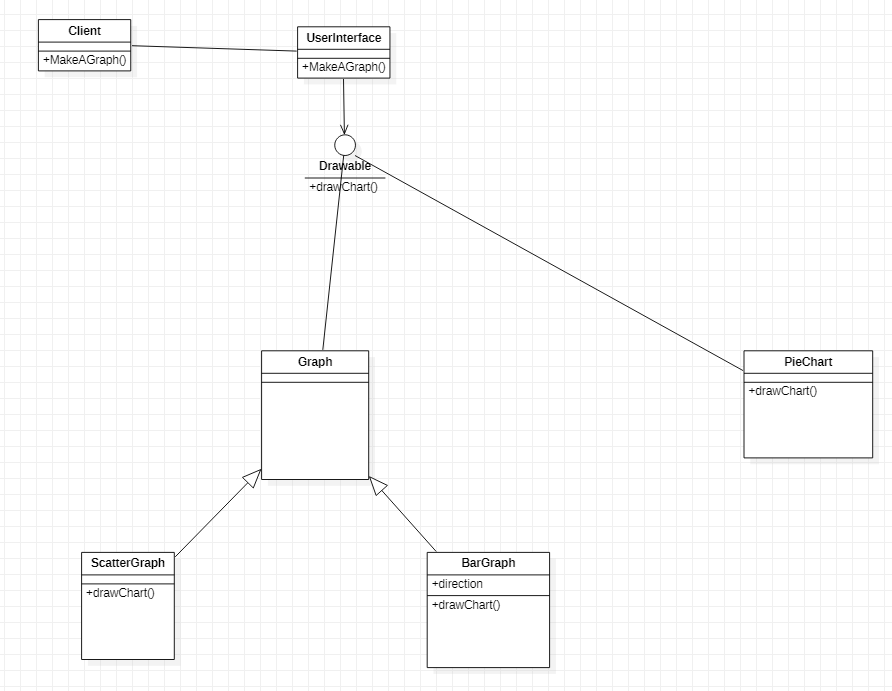 Client
+MakeAGraph()
UserInterface
+MakeAGraph()
Drawable
+drawChart()
Graph
PieChart
+drawChart()
ScatterGraph
+drawChart()
BarGraph
+direction
+drawChart()